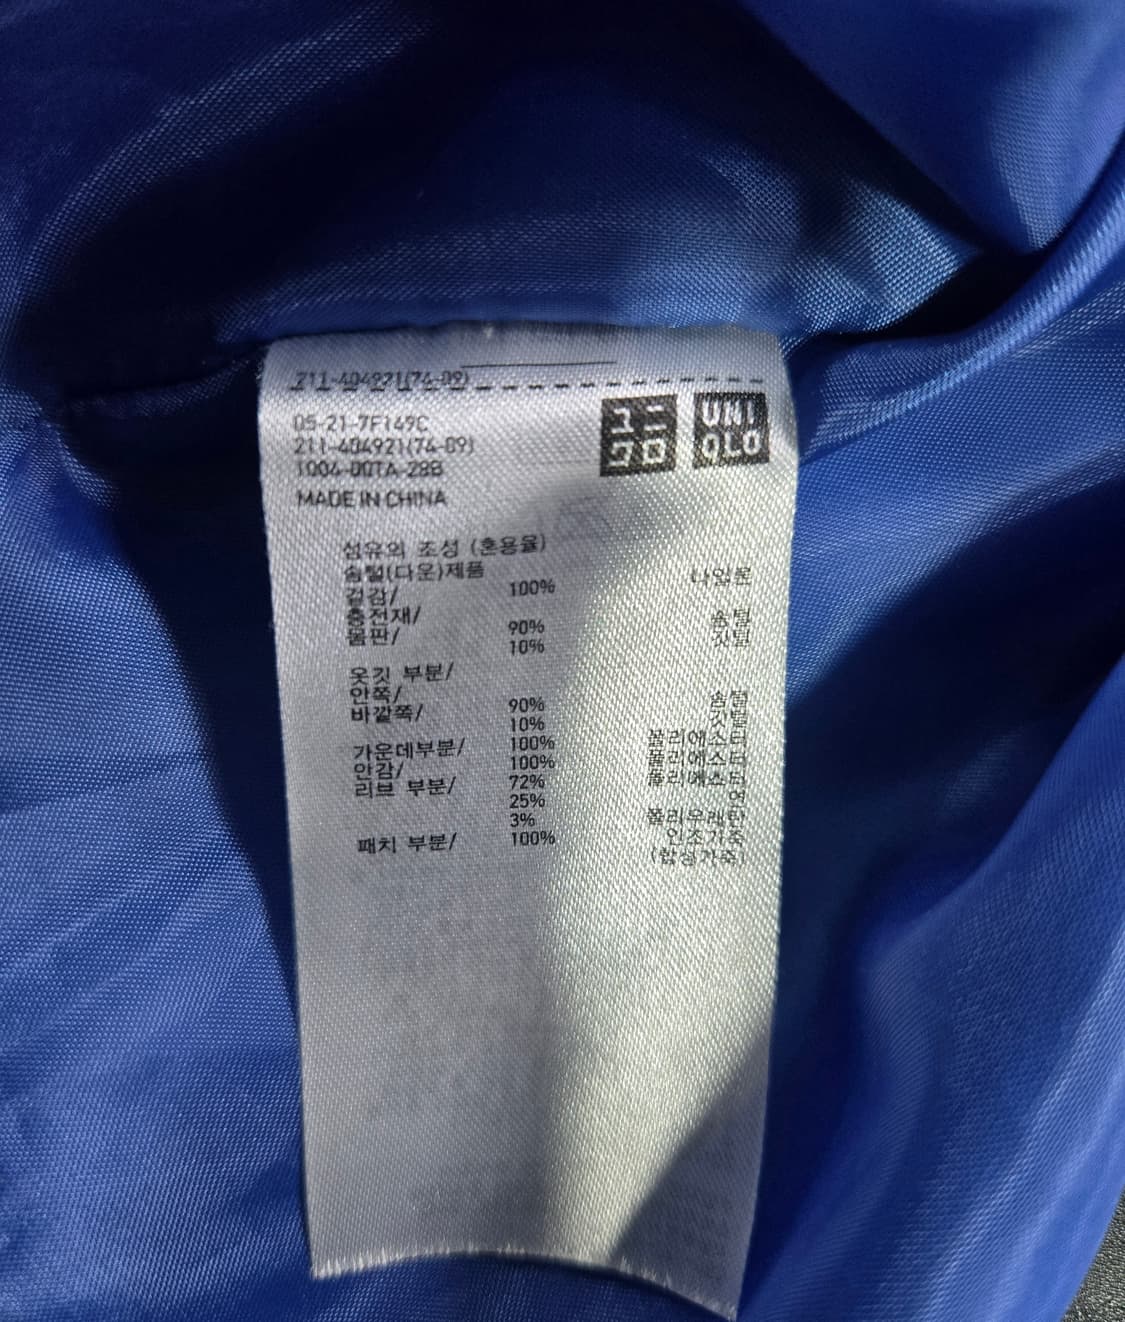 211-404921(74-09)
ユニ
クロ
UNI
QLO
05-21-7F149C
211-404921(74-09)
1004-00TA-28B
MADE IN CHINA
섬유의 조성 (혼용율)
솜털(다운)제품
겉감/ 100% 나일론
충전재/
몸판/ 90% 솜털
10% 깃털
옷깃 부분/
안쪽/
바깥쪽/ 90% 솜털
10% 깃털
가운데부분/ 100% 폴리에스터
안감/ 100% 폴리에스터
리브 부분/ 72% 폴리에스터
25% 면
3% 폴리우레탄
패치 부분/ 100% 인조가죽
(합성가죽)